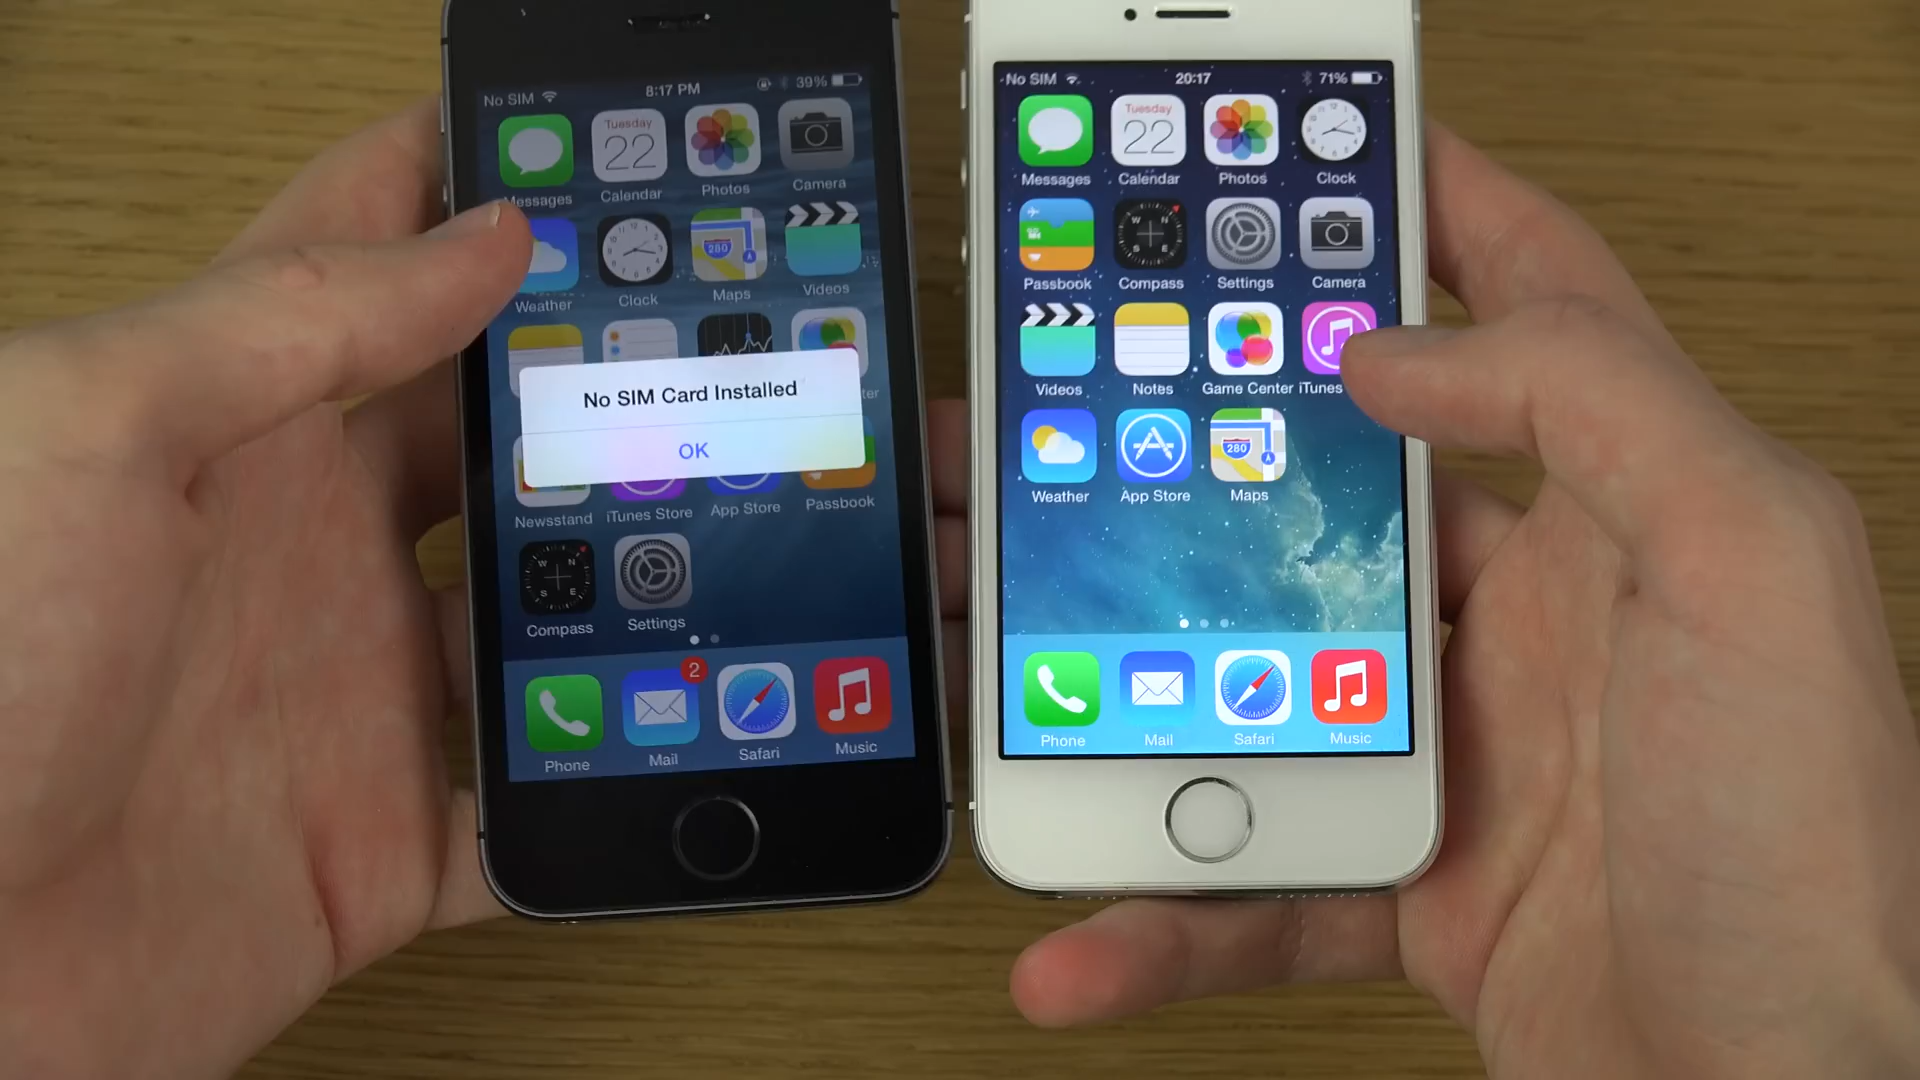 No SIM 8:17 PM 39%
Tuesday
22
Messages Calendar Photos Camera
280
Weather Clock Maps Videos
No SIM Card Installed
OK
Newsstand iTunes Store App Store Passbook
W N
S E
Compass Settings
2
Phone Mail Safari Music
No SIM 20:17 71%
Tuesday
22
Messages Calendar Photos Clock
W N
S E
Passbook Compass Settings Camera
Videos Notes Game Center iTunes
280
Weather App Store Maps
Phone Mail Safari Music